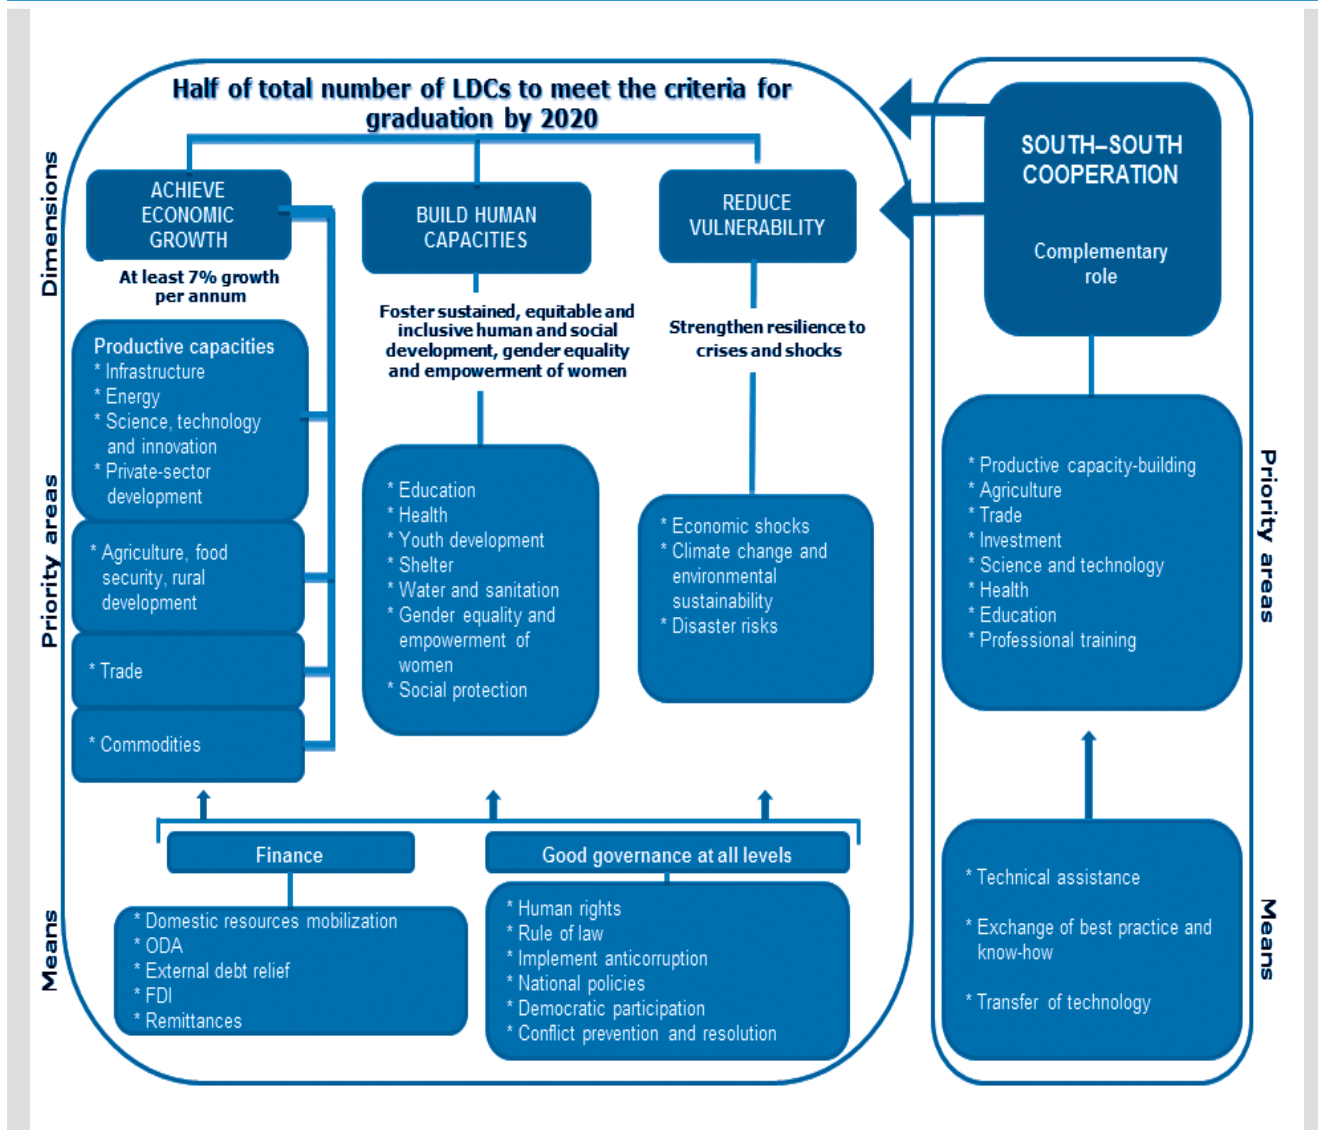 Half of total number of LDCs to meet the criteria for
graduation by 2020
Dimensions
ACHIEVE
ECONOMIC
GROWTH
At least 7% growth
per annum
BUILD HUMAN
CAPACITIES
Foster sustained, equitable and
inclusive human and social
development, gender equality
and empowerment of women
REDUCE
VULNERABILITY
Strengthen resilience to
crises and shocks
Priority areas
Productive capacities
* Infrastructure
* Energy
* Science, technology
and innovation
* Private-sector
development
* Agriculture, food
security, rural
development
* Trade
* Commodities
* Education
* Health
* Youth development
* Shelter
* Water and sanitation
* Gender equality and
empowerment of
women
* Social protection
* Economic shocks
* Climate change and
environmental
sustainability
* Disaster risks
Means
Finance
* Domestic resources mobilization
* ODA
* External debt relief
* FDI
* Remittances
Good governance at all levels
* Human rights
* Rule of law
* Implement anticorruption
* National policies
* Democratic participation
* Conflict prevention and resolution
SOUTH–SOUTH
COOPERATION
Complementary
role
Priority areas
* Productive capacity-building
* Agriculture
* Trade
* Investment
* Science and technology
* Health
* Education
* Professional training
Means
* Technical assistance
* Exchange of best practice and
know-how
* Transfer of technology